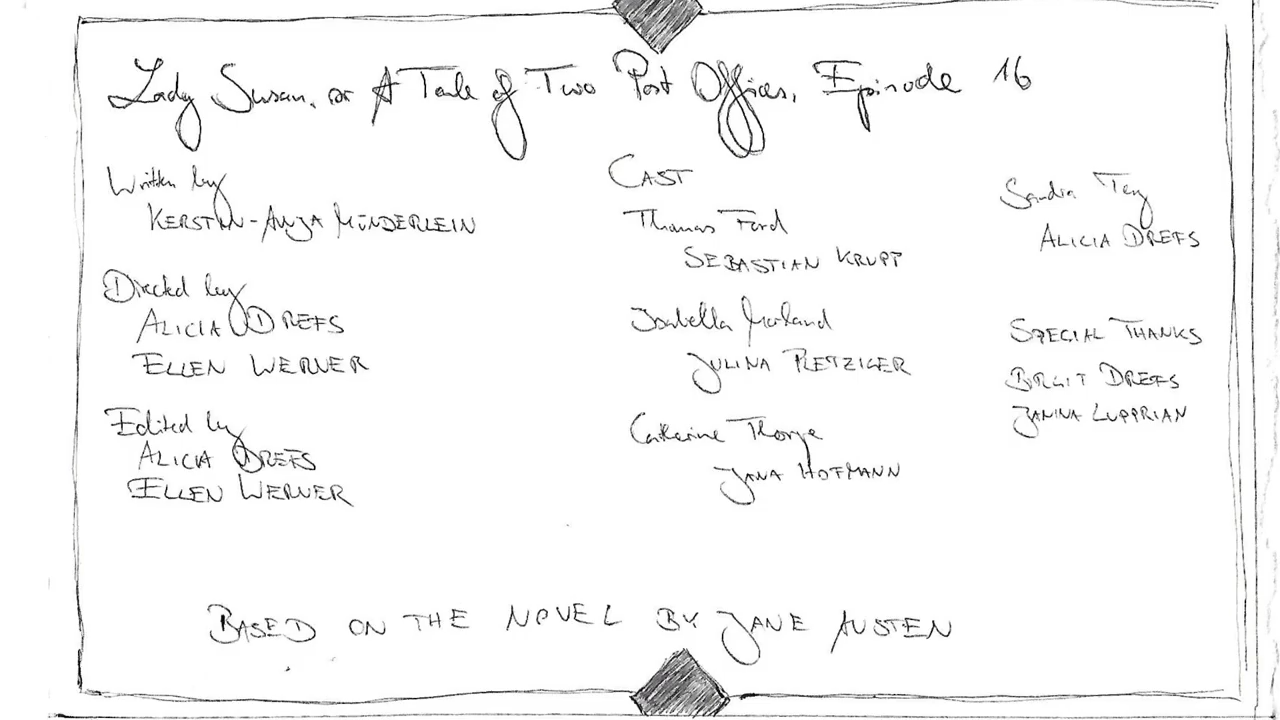 Lady Susan, or A Tale of Two Post Offices, Episode 16
Written by
KERSTIN-ANJA MÜNDERLEIN
Directed by
ALICIA DREFS
ELLEN WERNER
Edited by
ALICIA DREFS
ELLEN WERNER
CAST
Thomas Ford
SEBASTIAN KRUPP
Isabella Morland
JULINA PLETZIGER
Catherine Thorpe
JANA HOFMANN
Sandra
ALICIA DREFS
SPECIAL THANKS
BIRGIT DREFS
JANINA LUPPRIAN
BASED ON THE NOVEL BY JANE AUSTEN